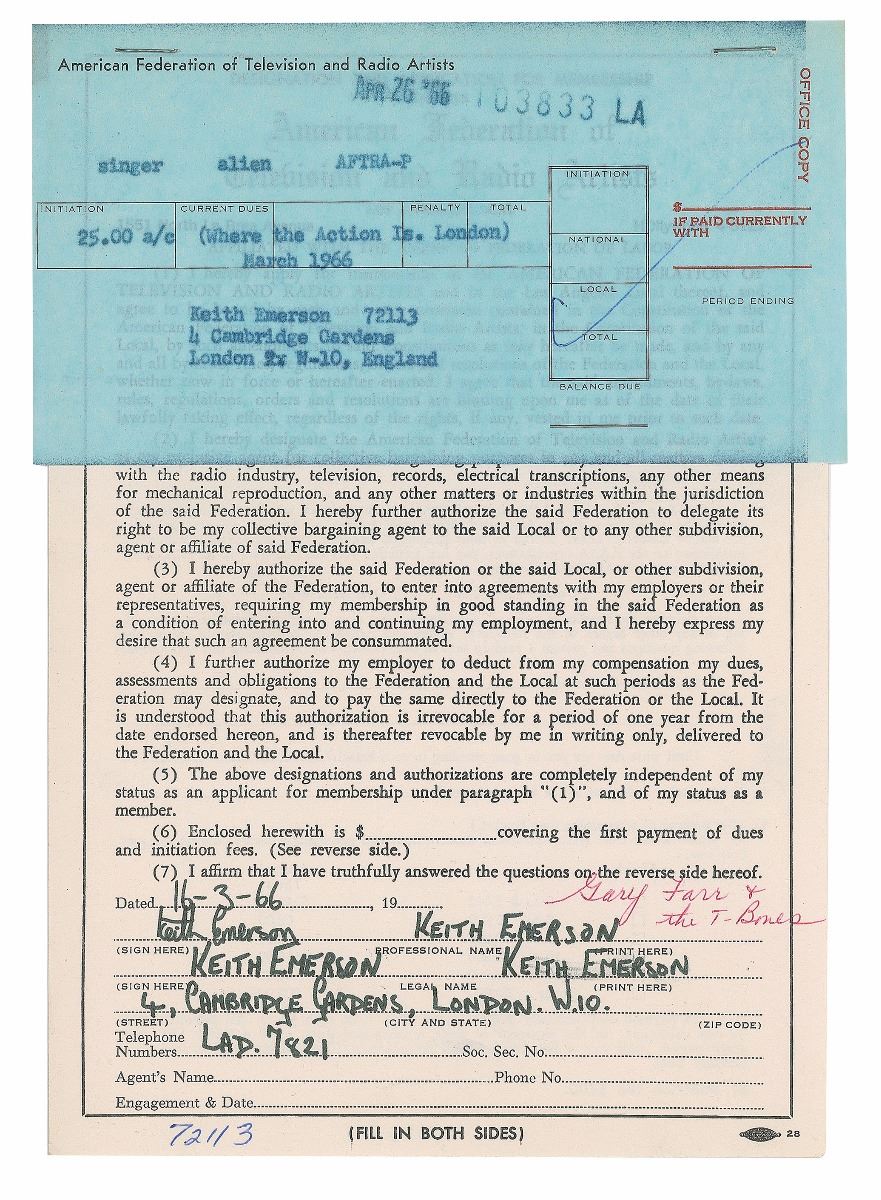 American Federation of Television and Radio Artists
APR 26 '66 103833 LA
OFFICE COPY
singer alien AFTRA-P
INITIATION CURRENT DUES PENALTY TOTAL
25.00 a/c (Where the Action Is. London)
March 1966
INITIATION
NATIONAL
LOCAL
TOTAL
BALANCE DUE
$
IF PAID CURRENTLY
WITH
PERIOD ENDING
Keith Emerson 72113
4 Cambridge Gardens
London W-10, England
with the radio industry, television, records, electrical transcriptions, any other means
for mechanical reproduction, and any other matters or industries within the jurisdiction
of the said Federation. I hereby further authorize the said Federation to delegate its
right to be my collective bargaining agent to the said Local or to any other subdivision,
agent or affiliate of said Federation.
(3) I hereby authorize the said Federation or the said Local, or other subdivision,
agent or affiliate of the Federation, to enter into agreements with my employers or their
representatives, requiring my membership in good standing in the said Federation as
a condition of entering into and continuing my employment, and I hereby express my
desire that such an agreement be consummated.
(4) I further authorize my employer to deduct from my compensation my dues,
assessments and obligations to the Federation and the Local at such periods as the Fed-
eration may designate, and to pay the same directly to the Federation or the Local. It
is understood that this authorization is irrevocable for a period of one year from the
date endorsed hereon, and is thereafter revocable by me in writing only, delivered to
the Federation and the Local.
(5) The above designations and authorizations are completely independent of my
status as an applicant for membership under paragraph "(1)", and of my status as a
member.
(6) Enclosed herewith is $ covering the first payment of dues
and initiation fees. (See reverse side.)
(7) I affirm that I have truthfully answered the questions on the reverse side hereof.
Dated 16-3-66, 19
Gary Farr &
the T-Bones
Keith Emerson KEITH EMERSON
(SIGN HERE) PROFESSIONAL NAME (PRINT HERE)
KEITH EMERSON KEITH EMERSON
(SIGN HERE) LEGAL NAME (PRINT HERE)
4, CAMBRIDGE GARDENS, LONDON. W.10.
(STREET) (CITY AND STATE) (ZIP CODE)
Telephone
Numbers LAD. 7821 Soc. Sec. No.
Agent's Name Phone No.
Engagement & Date
72113 (FILL IN BOTH SIDES) 28